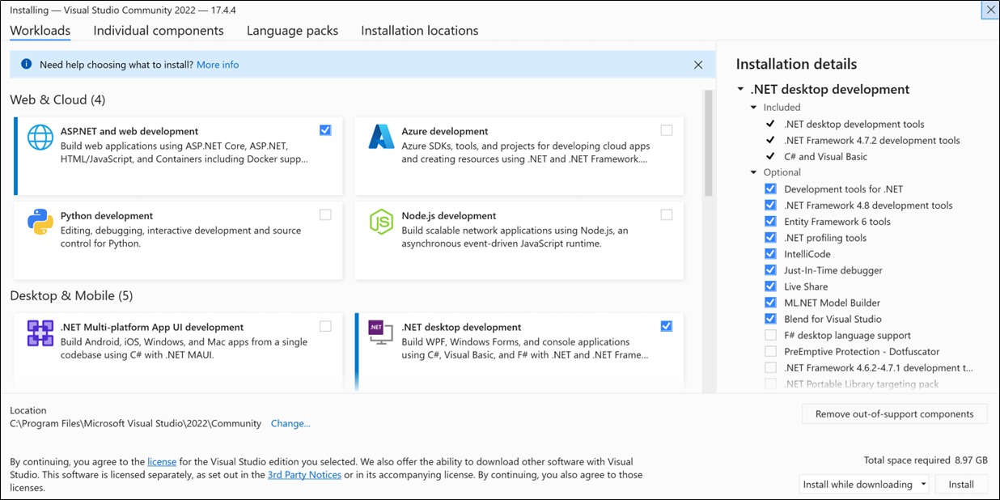 Installing — Visual Studio Community 2022 — 17.4.4
Workloads
Individual components
Language packs
Installation locations
Need help choosing what to install? More info
Web & Cloud (4)
ASP.NET and web development
Build web applications using ASP.NET Core, ASP.NET,
HTML/JavaScript, and Containers including Docker supp...
Azure development
Azure SDKs, tools, and projects for developing cloud apps
and creating resources using .NET and .NET Framework....
Python development
Editing, debugging, interactive development and source
control for Python.
JS
Node.js development
Build scalable network applications using Node.js, an
asynchronous event-driven JavaScript runtime.
Desktop & Mobile (5)
.NET Multi-platform App UI development
Build Android, iOS, Windows, and Mac apps from a single
codebase using C# with .NET MAUI.
.NET
.NET desktop development
Build WPF, Windows Forms, and console applications
using C#, Visual Basic, and F# with .NET and .NET Frame...
Installation details
.NET desktop development
Included
.NET desktop development tools
.NET Framework 4.7.2 development tools
C# and Visual Basic
Optional
Development tools for .NET
.NET Framework 4.8 development tools
Entity Framework 6 tools
.NET profiling tools
IntelliCode
Just-In-Time debugger
Live Share
ML.NET Model Builder
Blend for Visual Studio
F# desktop language support
PreEmptive Protection - Dotfuscator
.NET Framework 4.6.2-4.7.1 development t...
.NET Portable Library targeting pack
Location
C:\Program Files\Microsoft Visual Studio\2022\Community Change...
Remove out-of-support components
By continuing, you agree to the license for the Visual Studio edition you selected. We also offer the ability to download other software with Visual
Studio. This software is licensed separately, as set out in the 3rd Party Notices or in its accompanying license. By continuing, you also agree to those
licenses.
Total space required 8.97 GB
Install while downloading
Install